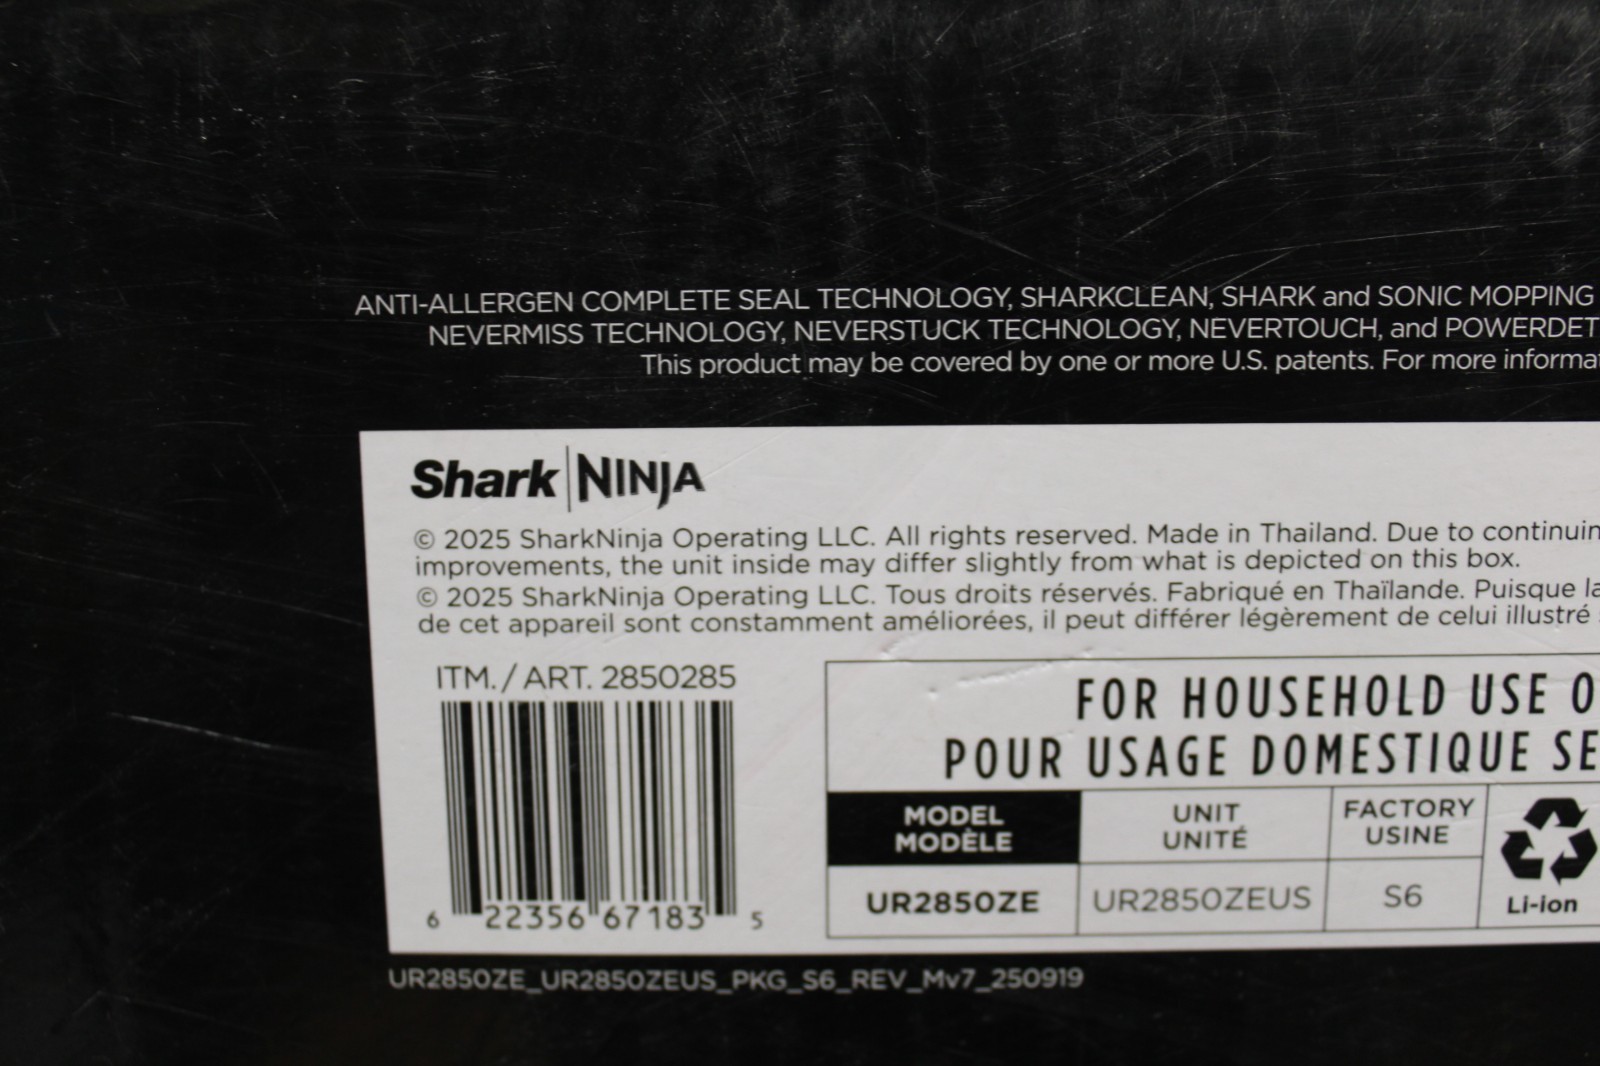 ANTI-ALLERGEN COMPLETE SEAL TECHNOLOGY, SHARKCLEAN, SHARK and SONIC MOPPING
NEVERMISS TECHNOLOGY, NEVERSTUCK TECHNOLOGY, NEVERTOUCH, and POWERDET
This product may be covered by one or more U.S. patents. For more informa
Shark NINJA
© 2025 SharkNinja Operating LLC. All rights reserved. Made in Thailand. Due to continuin
improvements, the unit inside may differ slightly from what is depicted on this box.
© 2025 SharkNinja Operating LLC. Tous droits réservés. Fabriqué en Thaïlande. Puisque la
de cet appareil sont constamment améliorées, il peut différer légèrement de celui illustré
ITM./ART. 2850285
6 22356 67183 5
FOR HOUSEHOLD USE O
POUR USAGE DOMESTIQUE SE
MODEL
MODÈLE
UNIT
UNITÉ
FACTORY
USINE
UR2850ZE
UR2850ZEUS
S6
Li-ion
UR2850ZE_UR2850ZEUS_PKG_S6_REV_Mv7_250919